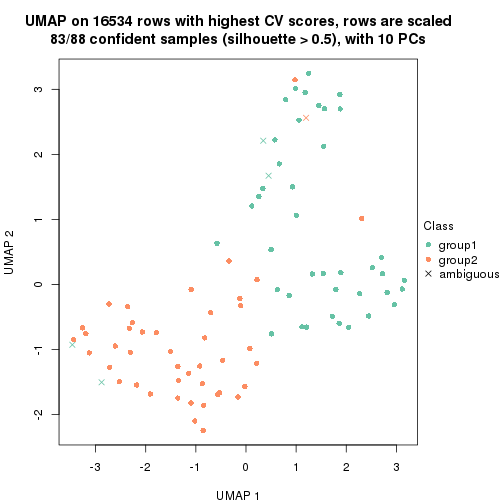 UMAP on 16534 rows with highest CV scores, rows are scaled
83/88 confident samples (silhouette > 0.5), with 10 PCs
3
2
1
0
-1
-2
UMAP 2
-3
-2
-1
0
1
2
3
UMAP 1
Class
group1
group2
ambiguous